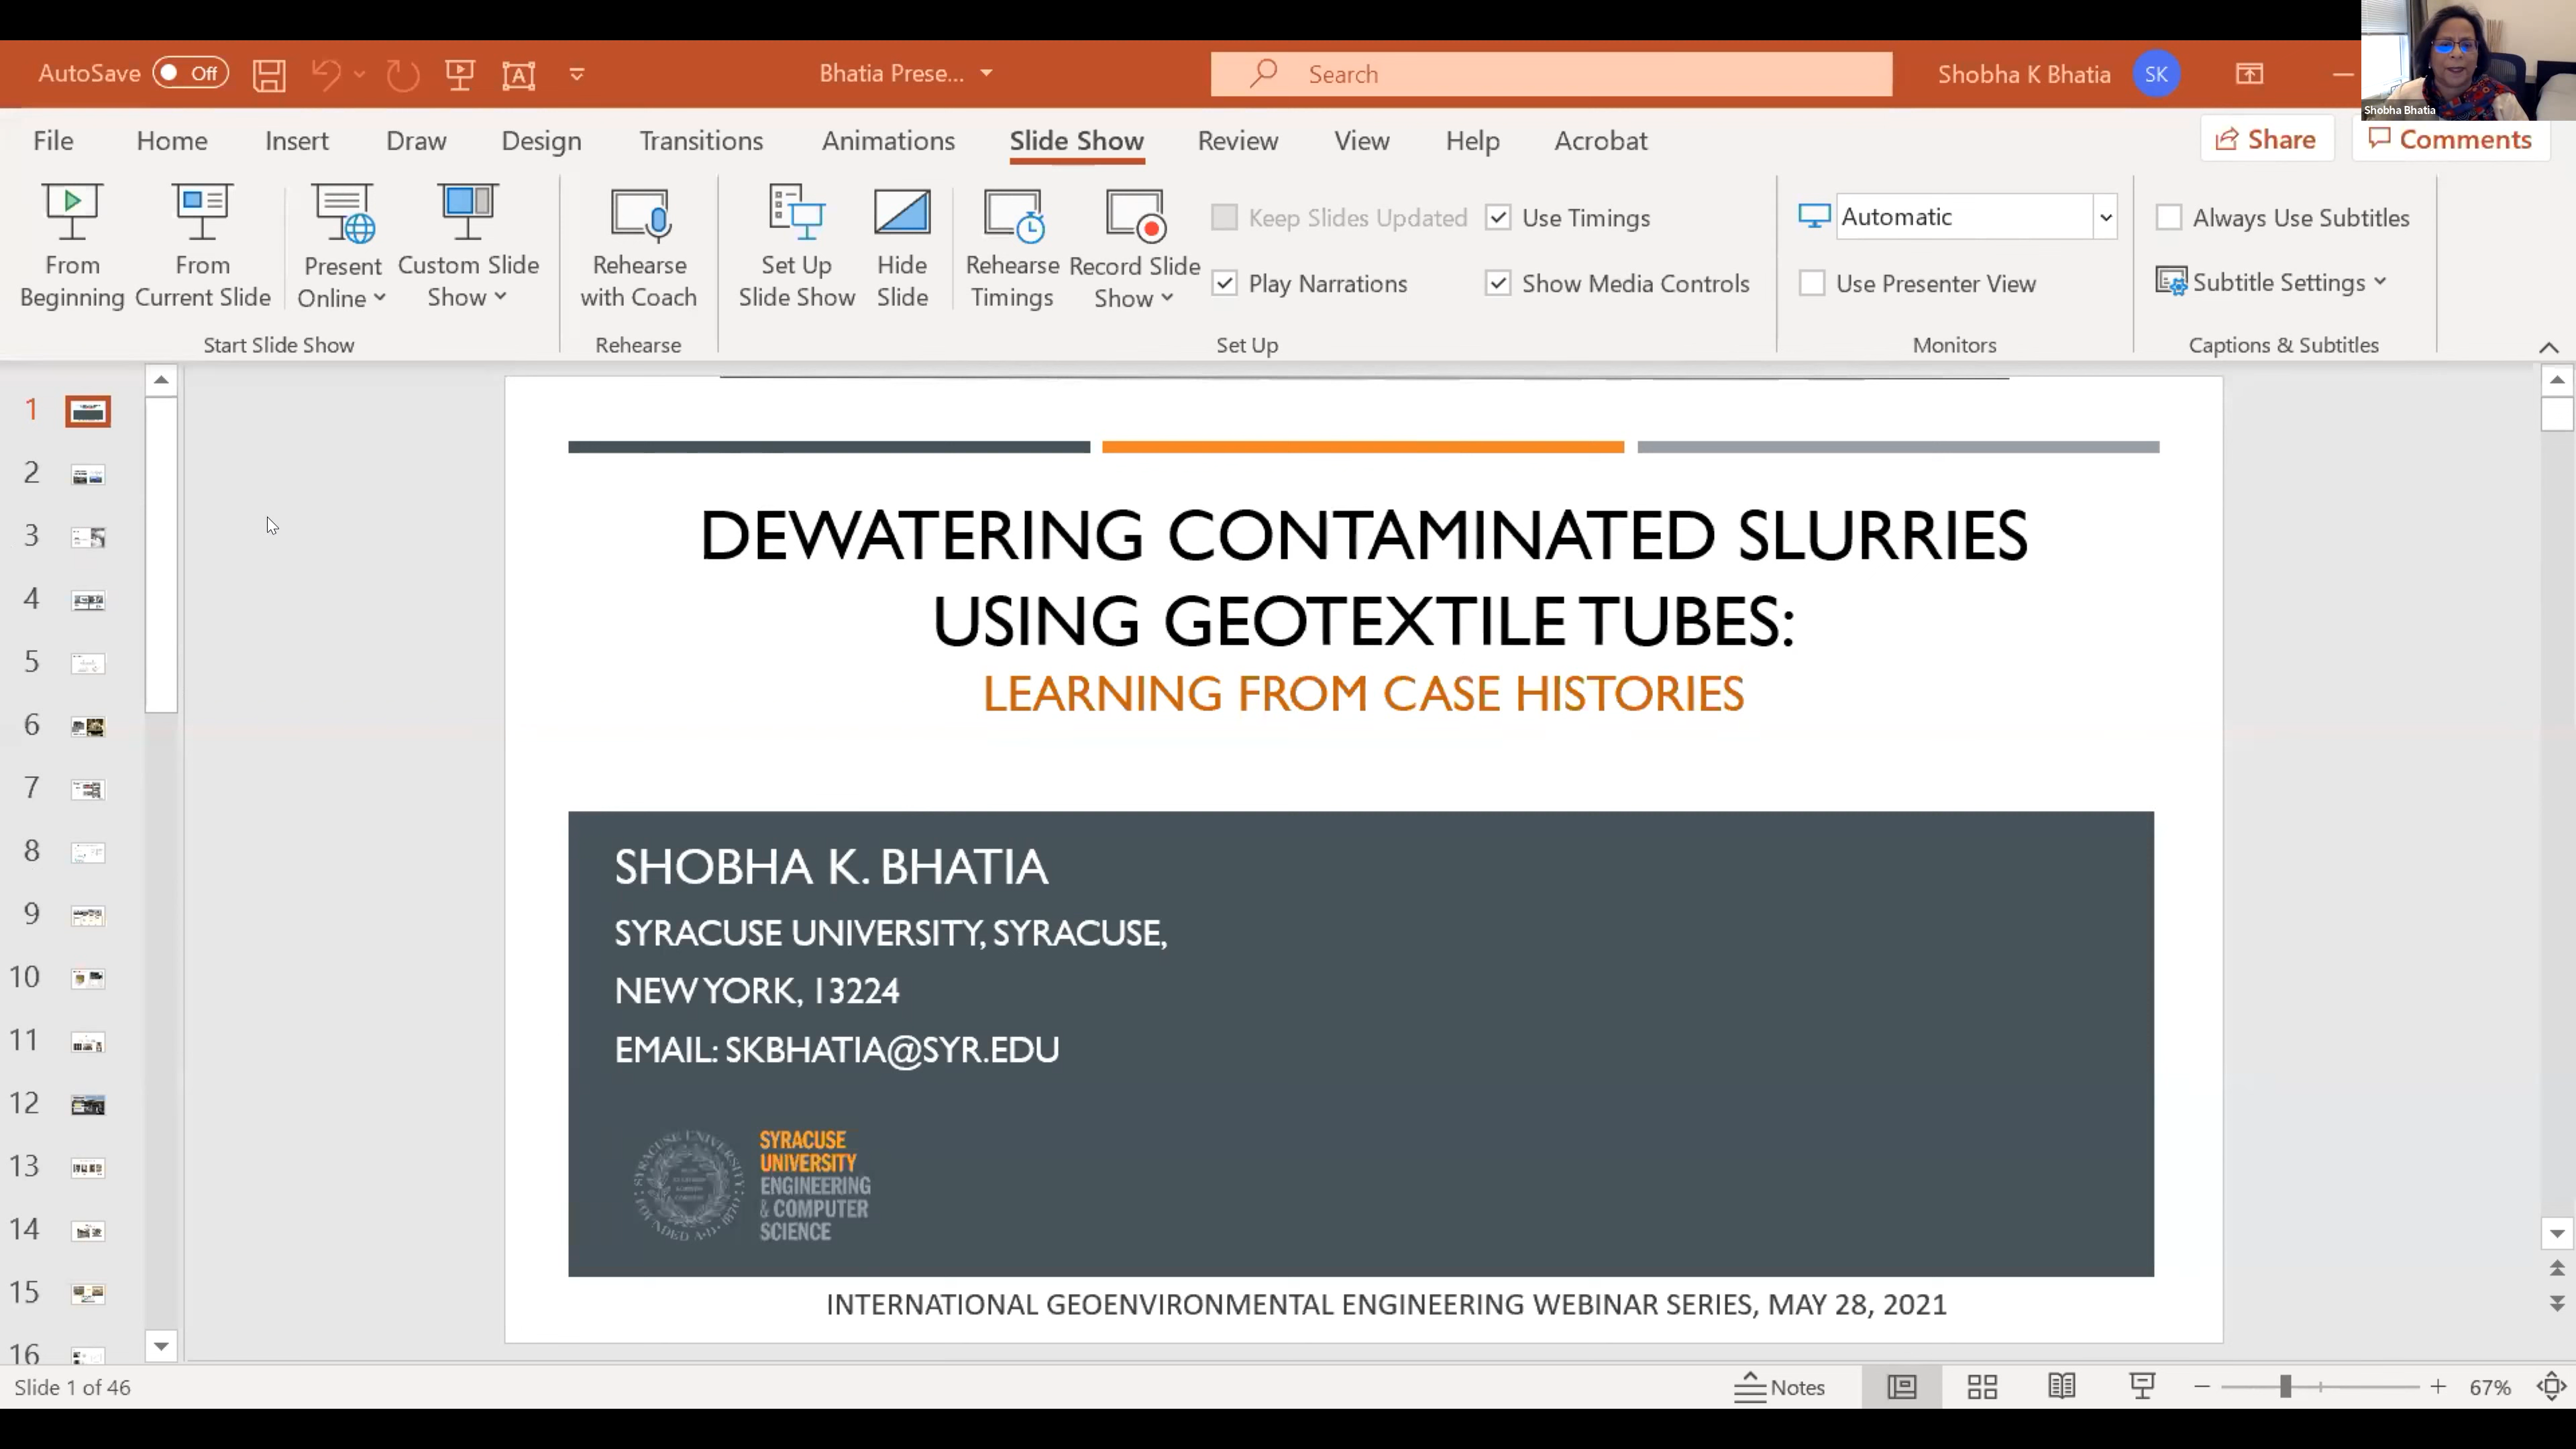 AutoSave Off
Bhatia Prese...
Search
Shobha K Bhatia SK
Shobha Bhatia
File Home Insert Draw Design Transitions Animations Slide Show Review View Help Acrobat
Share Comments
From Beginning
From Current Slide
Present Online
Custom Slide Show
Rehearse with Coach
Set Up Slide Show
Hide Slide
Rehearse Timings
Record Slide Show
Keep Slides Updated
Use Timings
Play Narrations
Show Media Controls
Automatic
Use Presenter View
Always Use Subtitles
Subtitle Settings
Start Slide Show
Rehearse
Set Up
Monitors
Captions & Subtitles
1
2
3
4
5
6
7
8
9
10
11
12
13
14
15
16
DEWATERING CONTAMINATED SLURRIES
USING GEOTEXTILE TUBES:
LEARNING FROM CASE HISTORIES
SHOBHA K. BHATIA
SYRACUSE UNIVERSITY, SYRACUSE,
NEW YORK, 13224
EMAIL: SKBHATIA@SYR.EDU
SYRACUSE UNIVERSITY FOUNDED A.D. 1870
SYRACUSE
UNIVERSITY
ENGINEERING
& COMPUTER
SCIENCE
INTERNATIONAL GEOENVIRONMENTAL ENGINEERING WEBINAR SERIES, MAY 28, 2021
Slide 1 of 46
Notes
67%